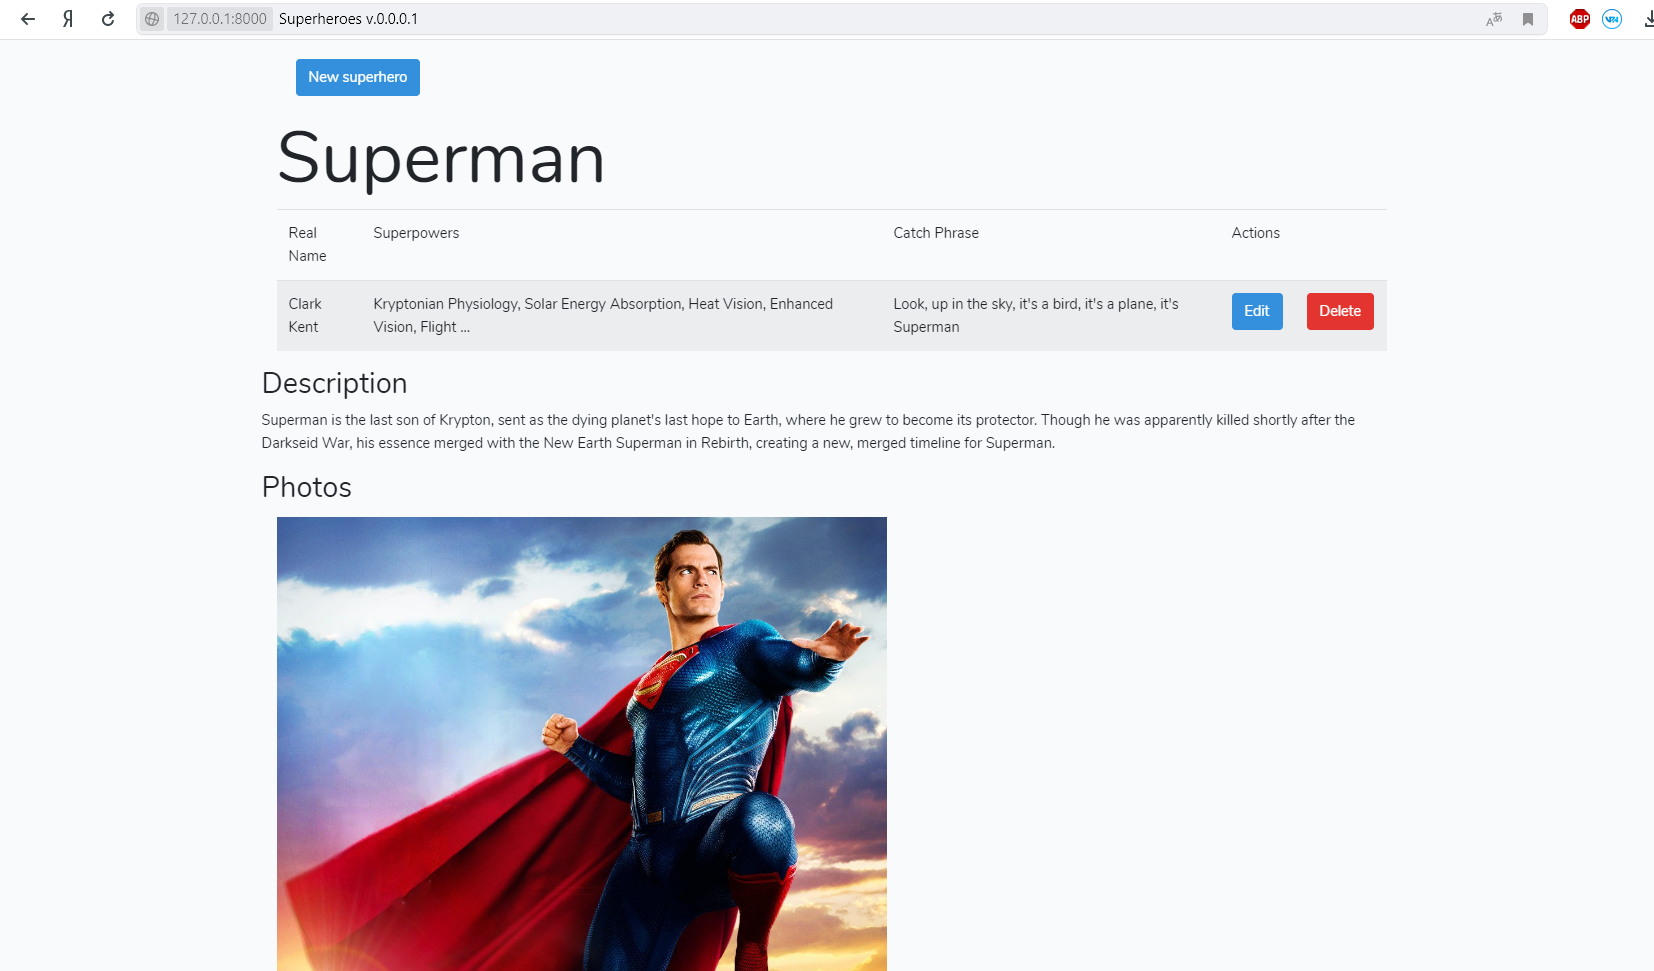 Я 127.0.0.1:8000 Superheroes v.0.0.0.1 ABP VPN
New superhero
Superman
Real Name Superpowers Catch Phrase Actions
Clark Kent Kryptonian Physiology, Solar Energy Absorption, Heat Vision, Enhanced Vision, Flight ... Look, up in the sky, it's a bird, it's a plane, it's Superman Edit Delete
Description
Superman is the last son of Krypton, sent as the dying planet's last hope to Earth, where he grew to become its protector. Though he was apparently killed shortly after the
Darkseid War, his essence merged with the New Earth Superman in Rebirth, creating a new, merged timeline for Superman.
Photos